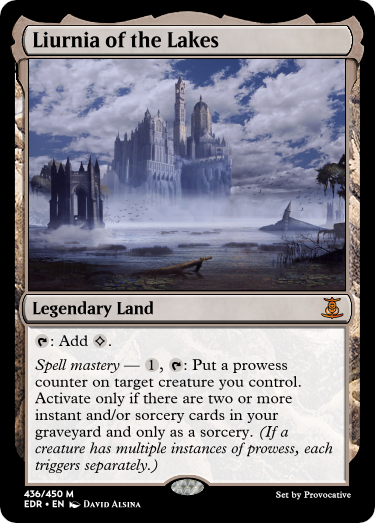 Liurnia of the Lakes
Legendary Land
: Add .
Spell mastery — 1, : Put a prowess
counter on target creature you control.
Activate only if there are two or more
instant and/or sorcery cards in your
graveyard and only as a sorcery. (If a
creature has multiple instances of prowess, each
triggers separately.)
436/450 M
EDR • EN David Alsina
Set by Provocative